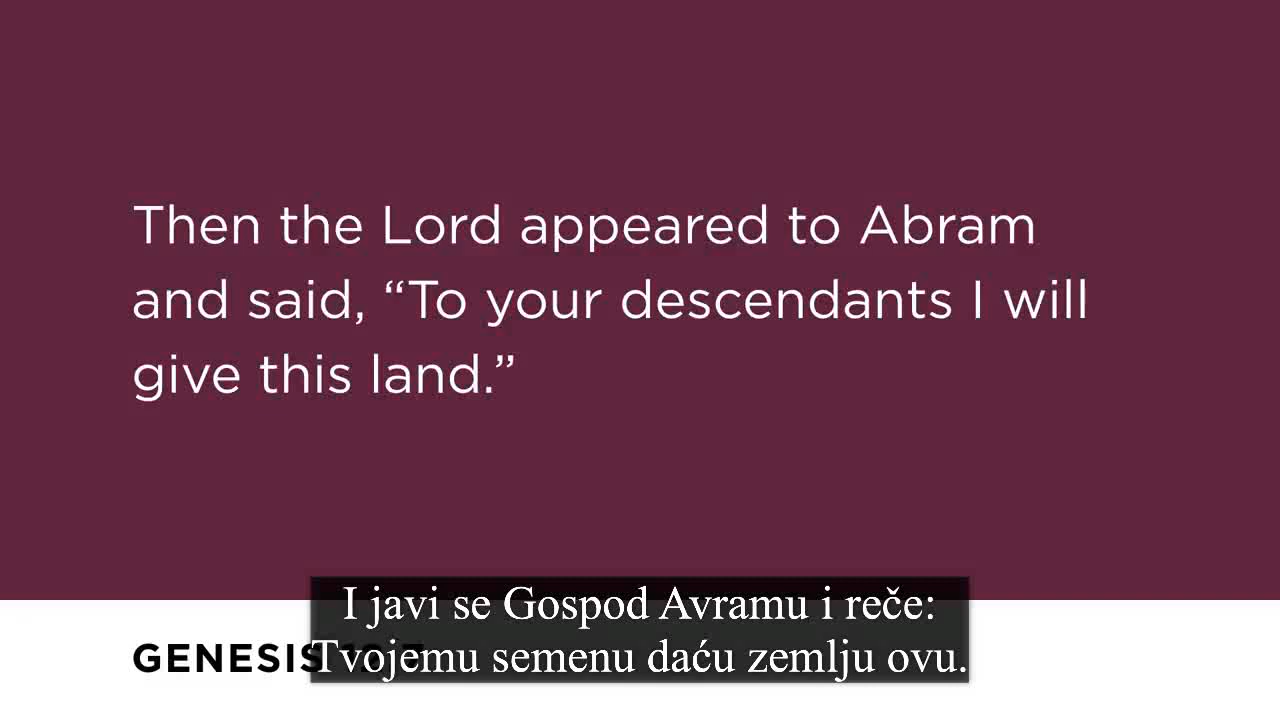 Then the Lord appeared to Abram
and said, “To your descendants I will
give this land.”
I javi se Gospod Avramu i reče:
GENESIS
Tvojemu semenu daću zemlju ovu.